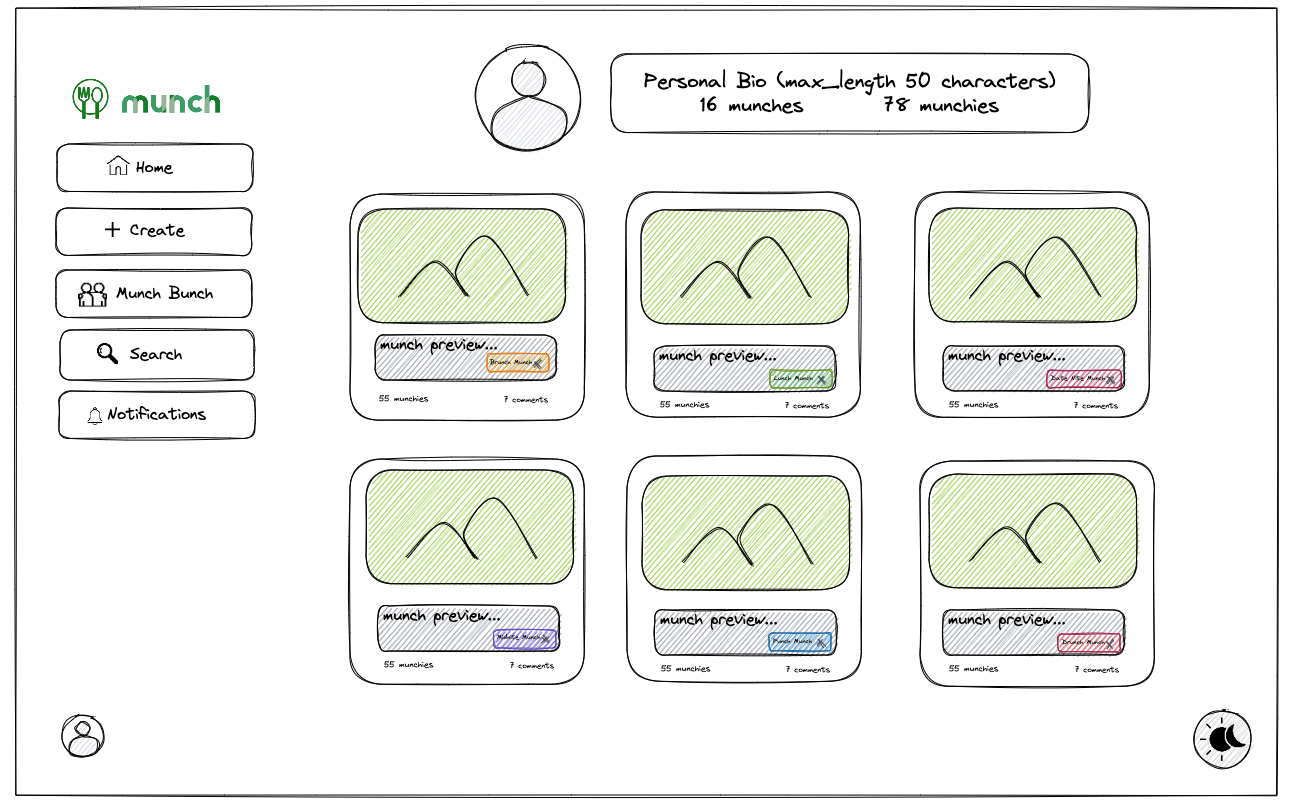 munch
Home
+ Create
Munch Bunch
Search
Notifications
Personal Bio (max_length 50 characters)
16 munches 78 munchies
munch preview...
Brunch Munch
55 munchies 7 comments
munch preview...
Lunch Munch
55 munchies 7 comments
munch preview...
Date Nite Munch
55 munchies 7 comments
munch preview...
Midnite Munch
55 munchies 7 comments
munch preview...
Punch Munch
55 munchies 7 comments
munch preview...
Drunch Munch
55 munchies 7 comments